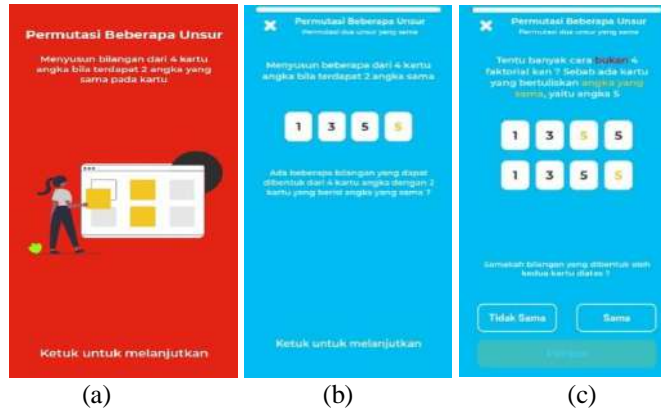 Permutasi Beberapa Unsur
Menyusun bilangan dari 4 kartu
angka bila terdapat 2 angka yang
sama pada kartu
Ketuk untuk melanjutkan
(a)
Permutasi Beberapa Unsur
Permutasi dua unsur yang sama
Menyusun beberapa dari 4 kartu
angka bila terdapat 2 angka sama
1 3 5 5
Ada beberapa bilangan yang dapat
dibentuk dari 4 kartu angka dengan 2
kartu yang berisi angka yang sama ?
Ketuk untuk melanjutkan
(b)
Permutasi Beberapa Unsur
Permutasi dua unsur yang sama
Tentu banyak cara bukan 4
faktorial kan ? Sebab ada kartu
yang bertuliskan angka yang
sama, yaitu angka 5
1 3 5 5
1 3 5 5
Samakah bilangan yang dibentuk oleh
kedua kartu diatas ?
Tidak Sama
Sama
(c)